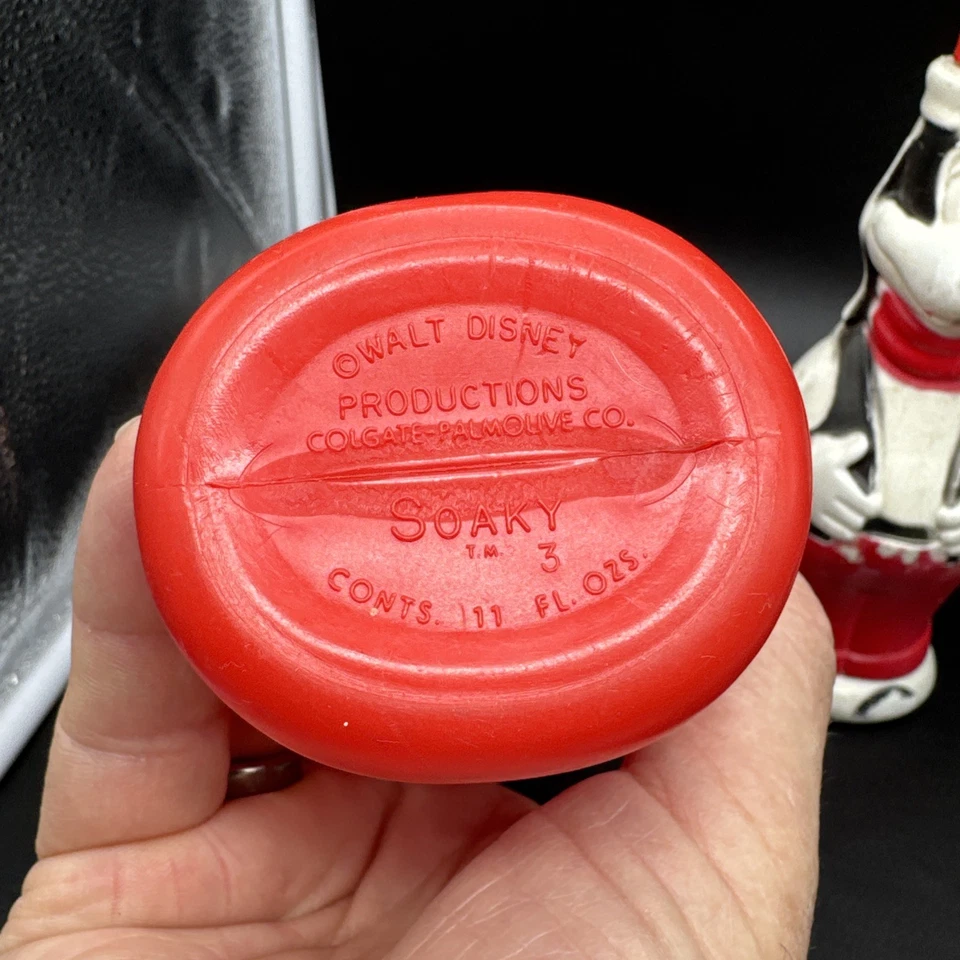 ©WALT DISNEY
PRODUCTIONS
COLGATE-PALMOLIVE CO.
SOAKY
T.M. 3
CONTS. 11 FL. OZS.